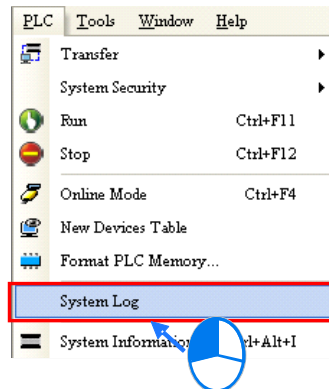 PLC Tools Window Help
Transfer
System Security
Run Ctrl+F11
Stop Ctrl+F12
Online Mode Ctrl+F4
New Devices Table
Format PLC Memory...
System Log
System Information rl+Alt+I